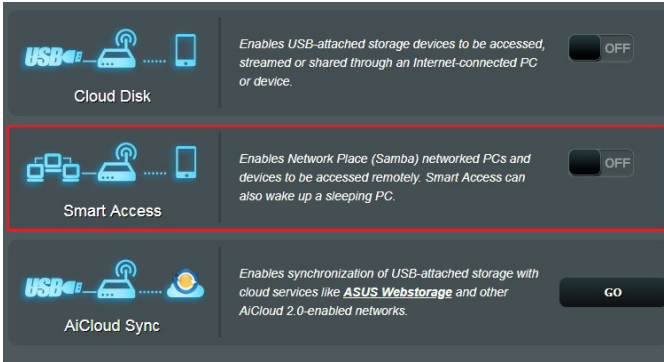 Enables USB-attached storage devices to be accessed,
streamed or shared through an Internet-connected PC
or device.
OFF
USB
Cloud Disk
Enables Network Place (Samba) networked PCs and
devices to be accessed remotely. Smart Access can
also wake up a sleeping PC.
OFF
Smart Access
Enables synchronization of USB-attached storage with
cloud services like ASUS Webstorage and other
AiCloud 2.0-enabled networks.
GO
USB
AiCloud Sync